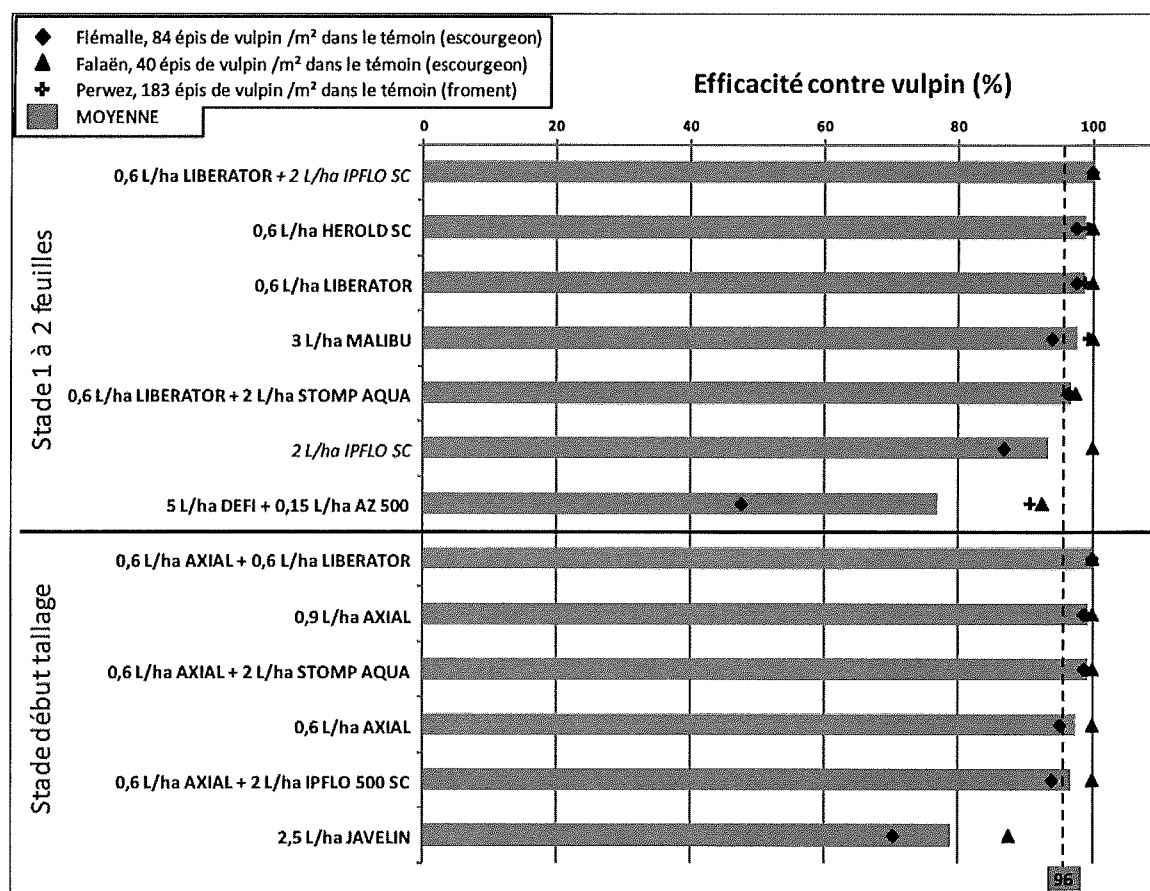 Flémalle, 84 épis de vulpin /m² dans le témoin (escourgeon)
Falaën, 40 épis de vulpin /m² dans le témoin (escourgeon)
Perwez, 183 épis de vulpin /m² dans le témoin (froment)
MOYENNE
Efficacité contre vulpin (%)
0 20 40 60 80 100
Stade 1 à 2 feuilles
0,6 L/ha LIBERATOR + 2 L/ha IPFLO SC
0,6 L/ha HEROLD SC
0,6 L/ha LIBERATOR
3 L/ha MALIBU
0,6 L/ha LIBERATOR + 2 L/ha STOMP AQUA
2 L/ha IPFLO SC
5 L/ha DEFI + 0,15 L/ha AZ 500
Stade début tallage
0,6 L/ha AXIAL + 0,6 L/ha LIBERATOR
0,9 L/ha AXIAL
0,6 L/ha AXIAL + 2 L/ha STOMP AQUA
0,6 L/ha AXIAL
0,6 L/ha AXIAL + 2 L/ha IPFLO 500 SC
2,5 L/ha JAVELIN
96